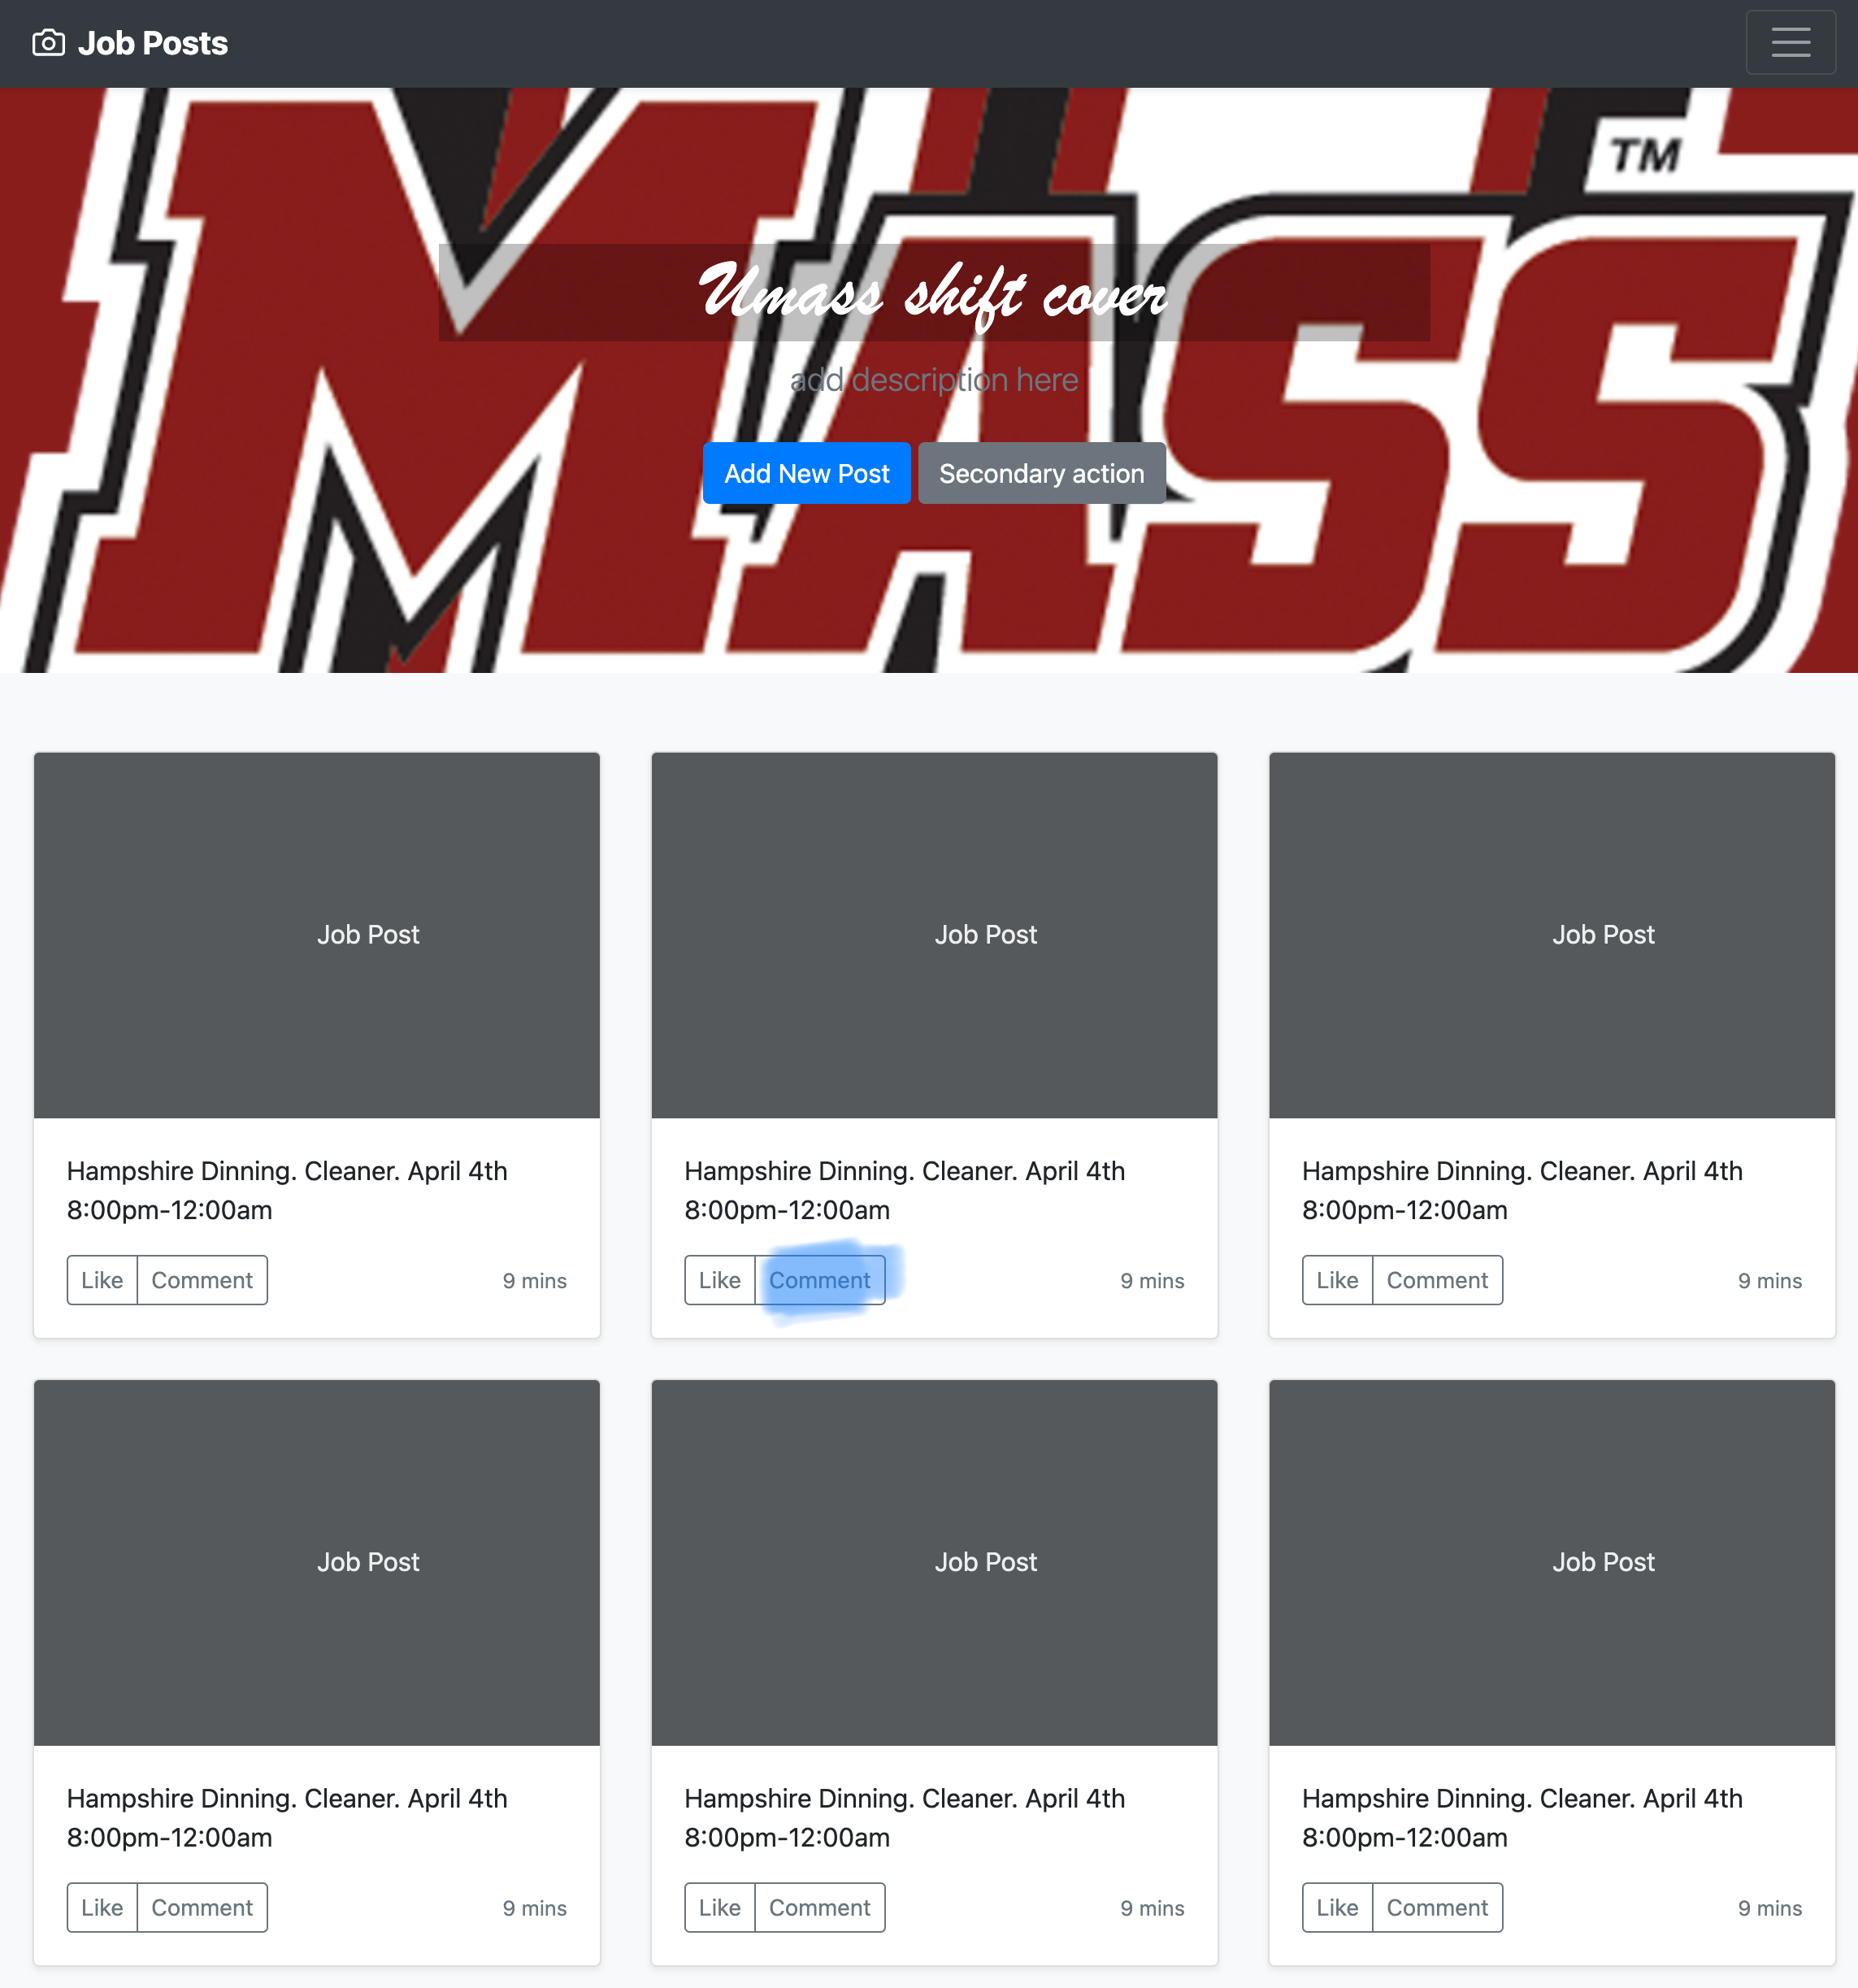 Job Posts
MASS
TM
Umass shift cover
add description here
Add New Post Secondary action
Job Post Job Post Job Post
Hampshire Dinning. Cleaner. April 4th
8:00pm-12:00am
Like Comment 9 mins
Hampshire Dinning. Cleaner. April 4th
8:00pm-12:00am
Like Comment 9 mins
Hampshire Dinning. Cleaner. April 4th
8:00pm-12:00am
Like Comment 9 mins
Job Post Job Post Job Post
Hampshire Dinning. Cleaner. April 4th
8:00pm-12:00am
Like Comment 9 mins
Hampshire Dinning. Cleaner. April 4th
8:00pm-12:00am
Like Comment 9 mins
Hampshire Dinning. Cleaner. April 4th
8:00pm-12:00am
Like Comment 9 mins